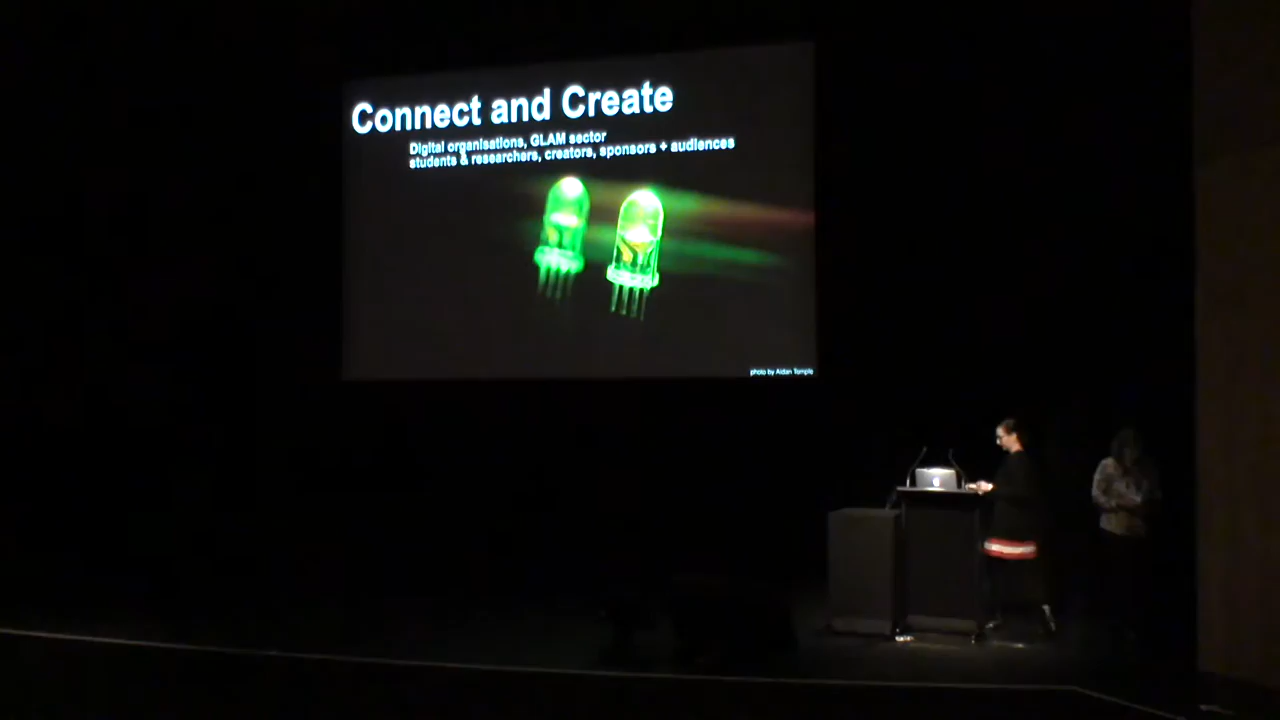 Connect and Create
Digital organisations, GLAM sector
students & researchers, creators, sponsors + audiences
photo by Aidan Temple